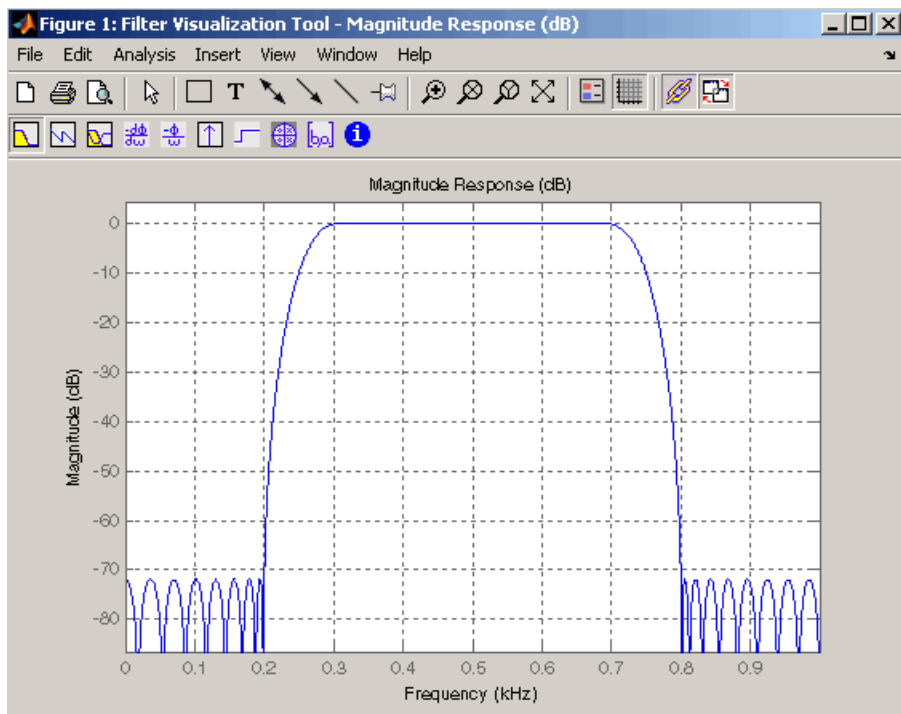 Figure 1: Filter Visualization Tool - Magnitude Response (dB)
File Edit Analysis Insert View Window Help
T
-dΦ
dω
-Φ
ω
[b,a]
i
Magnitude Response (dB)
Magnitude (dB)
0
-10
-20
-30
-40
-50
-60
-70
-80
0 0.1 0.2 0.3 0.4 0.5 0.6 0.7 0.8 0.9
Frequency (kHz)